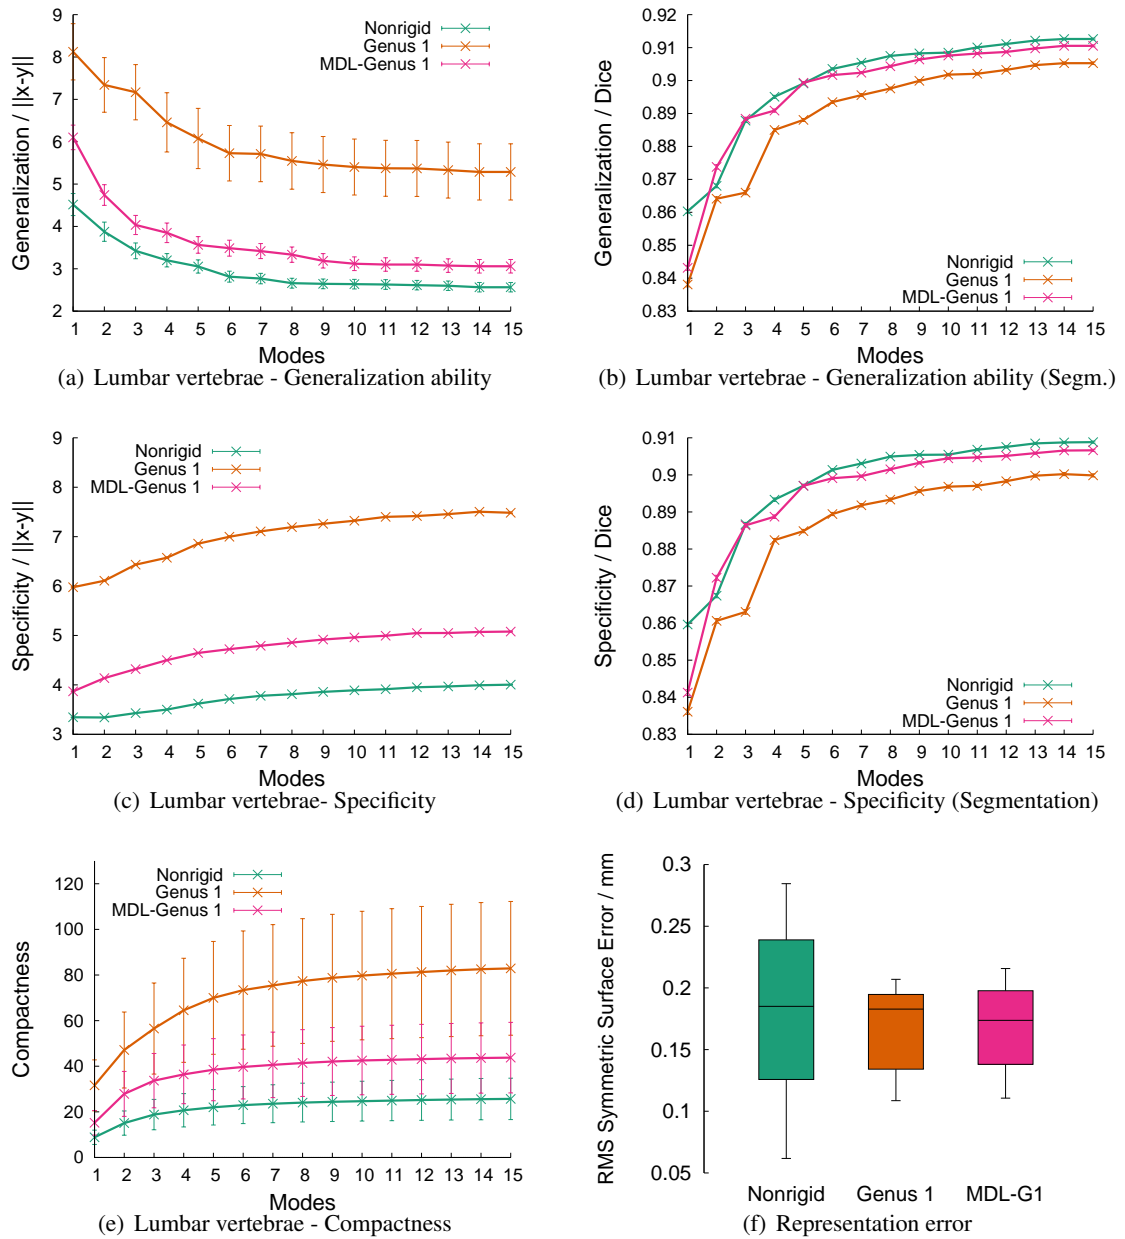 9
8
7
6
5
4
3
2
Generalization / ||x-y||
Nonrigid
Genus 1
MDL-Genus 1
1 2 3 4 5 6 7 8 9 10 11 12 13 14 15
Modes
(a) Lumbar vertebrae - Generalization ability
0.92
0.91
0.9
0.89
0.88
0.87
0.86
0.85
0.84
0.83
Generalization / Dice
Nonrigid
Genus 1
MDL-Genus 1
1 2 3 4 5 6 7 8 9 10 11 12 13 14 15
Modes
(b) Lumbar vertebrae - Generalization ability (Segm.)
9
8
7
6
5
4
3
Specificity / ||x-y||
Nonrigid
Genus 1
MDL-Genus 1
1 2 3 4 5 6 7 8 9 10 11 12 13 14 15
Modes
(c) Lumbar vertebrae- Specificity
0.91
0.9
0.89
0.88
0.87
0.86
0.85
0.84
0.83
Specificity / Dice
Nonrigid
Genus 1
MDL-Genus 1
1 2 3 4 5 6 7 8 9 10 11 12 13 14 15
Modes
(d) Lumbar vertebrae - Specificity (Segmentation)
120
100
80
60
40
20
0
Compactness
Nonrigid
Genus 1
MDL-Genus 1
1 2 3 4 5 6 7 8 9 10 11 12 13 14 15
Modes
(e) Lumbar vertebrae - Compactness
0.3
0.25
0.2
0.15
0.1
0.05
RMS Symmetric Surface Error / mm
Nonrigid Genus 1 MDL-G1
(f) Representation error